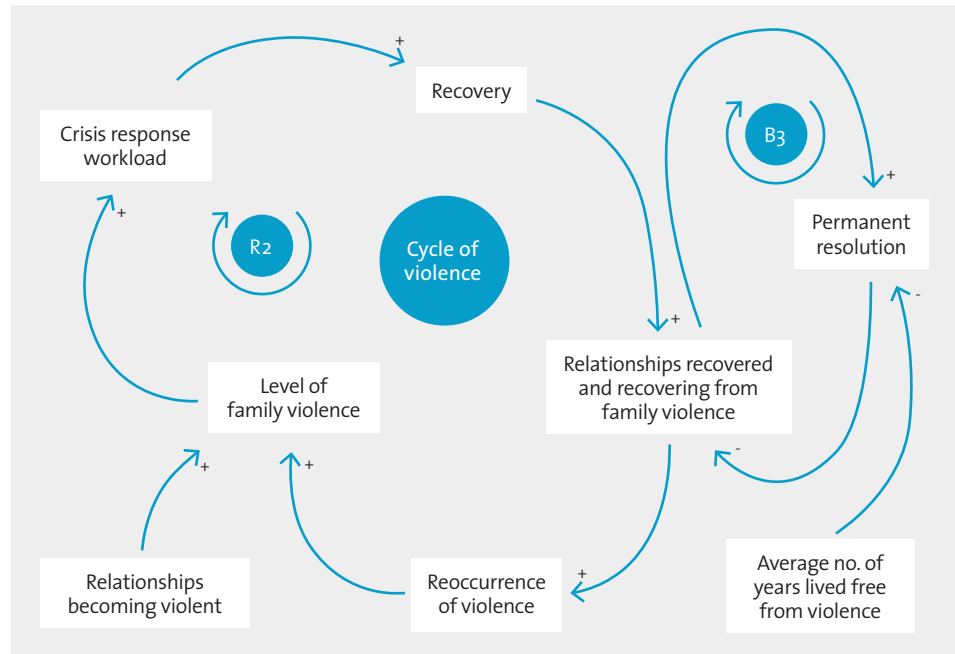 +
Recovery
Crisis response
workload
B3
+
+
Permanent
resolution
R2
Cycle of
violence
-
+
Relationships recovered
and recovering from
family violence
Level of
family violence
-
+
+
+
Relationships
becoming violent
Reoccurrence
of violence
Average no. of
years lived free
from violence